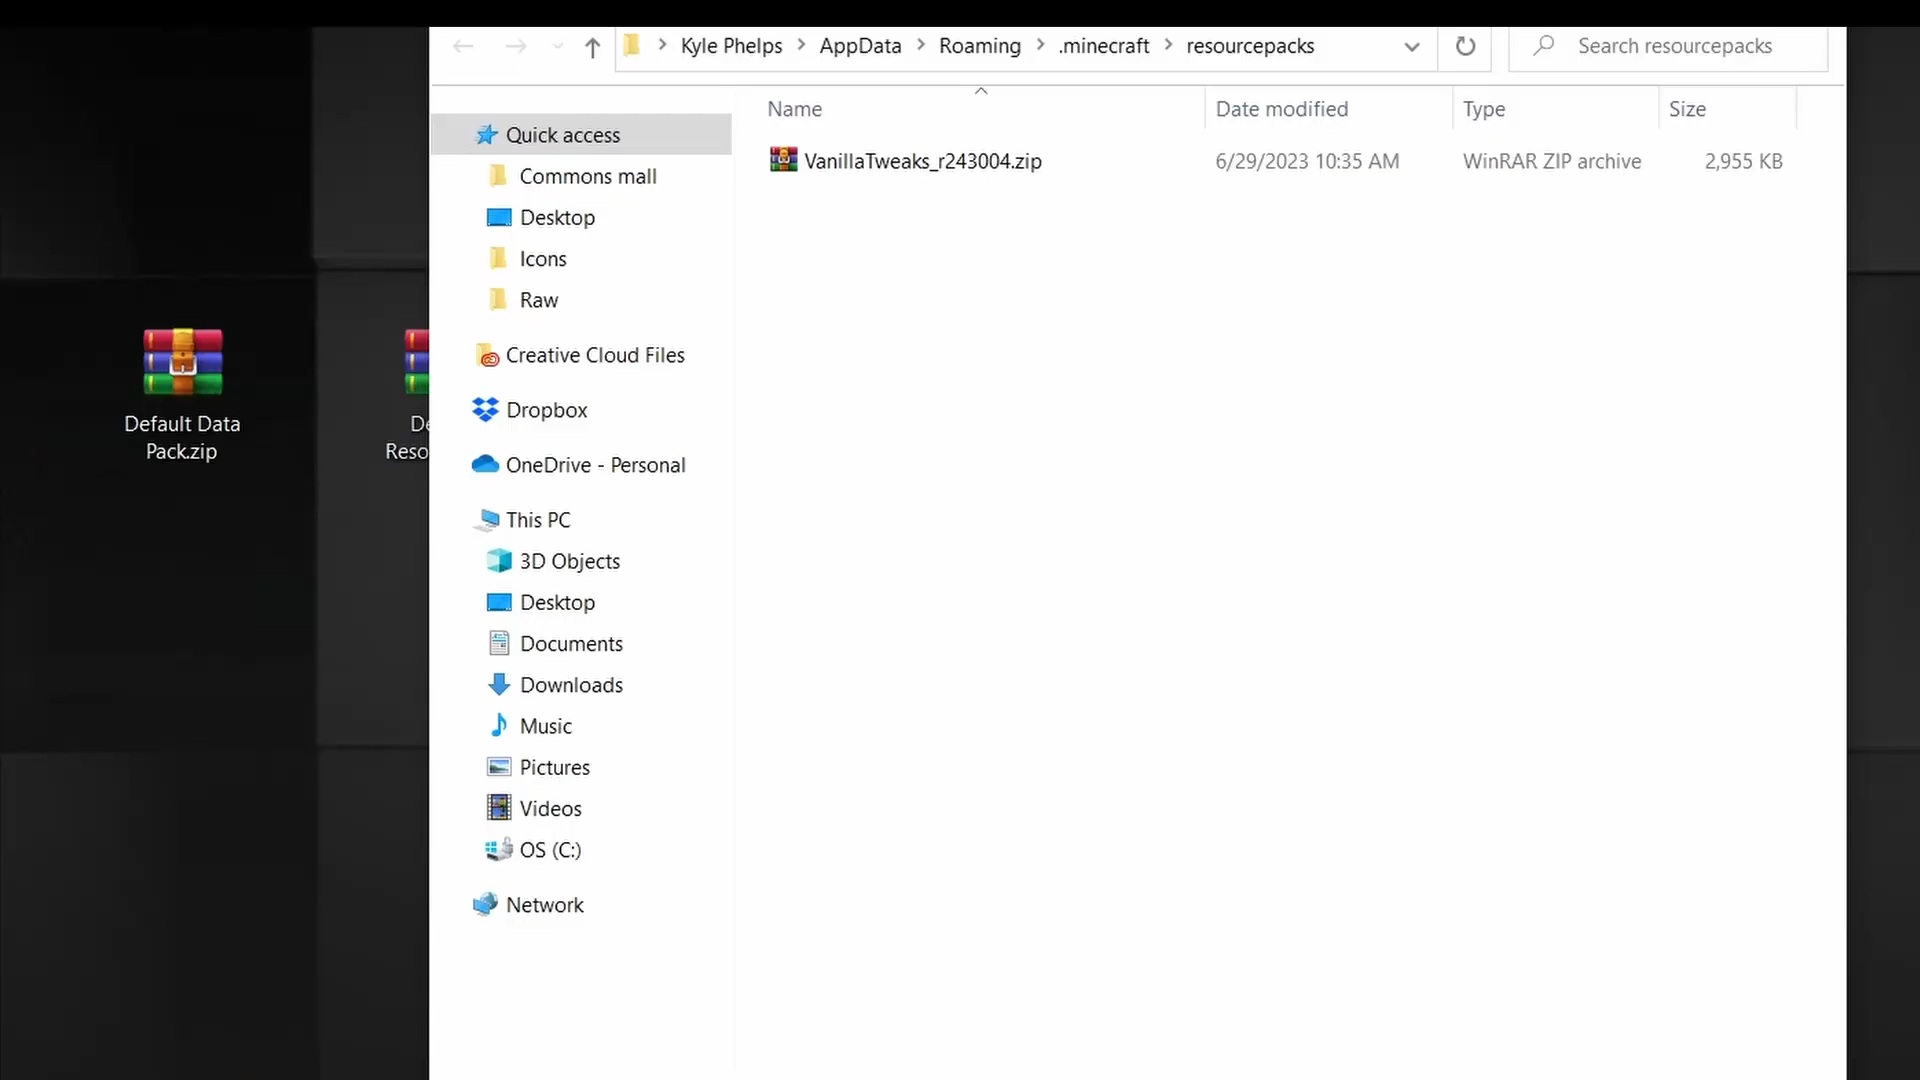 Kyle Phelps > AppData > Roaming > .minecraft > resourcepacks
Search resourcepacks
Name
Date modified
Type
Size
VanillaTweaks_r243004.zip
6/29/2023 10:35 AM
WinRAR ZIP archive
2,955 KB
Quick access
Commons mall
Desktop
Icons
Raw
Creative Cloud Files
Dropbox
OneDrive - Personal
This PC
3D Objects
Desktop
Documents
Downloads
Music
Pictures
Videos
OS (C:)
Network
Default Data
Pack.zip
De
Reso